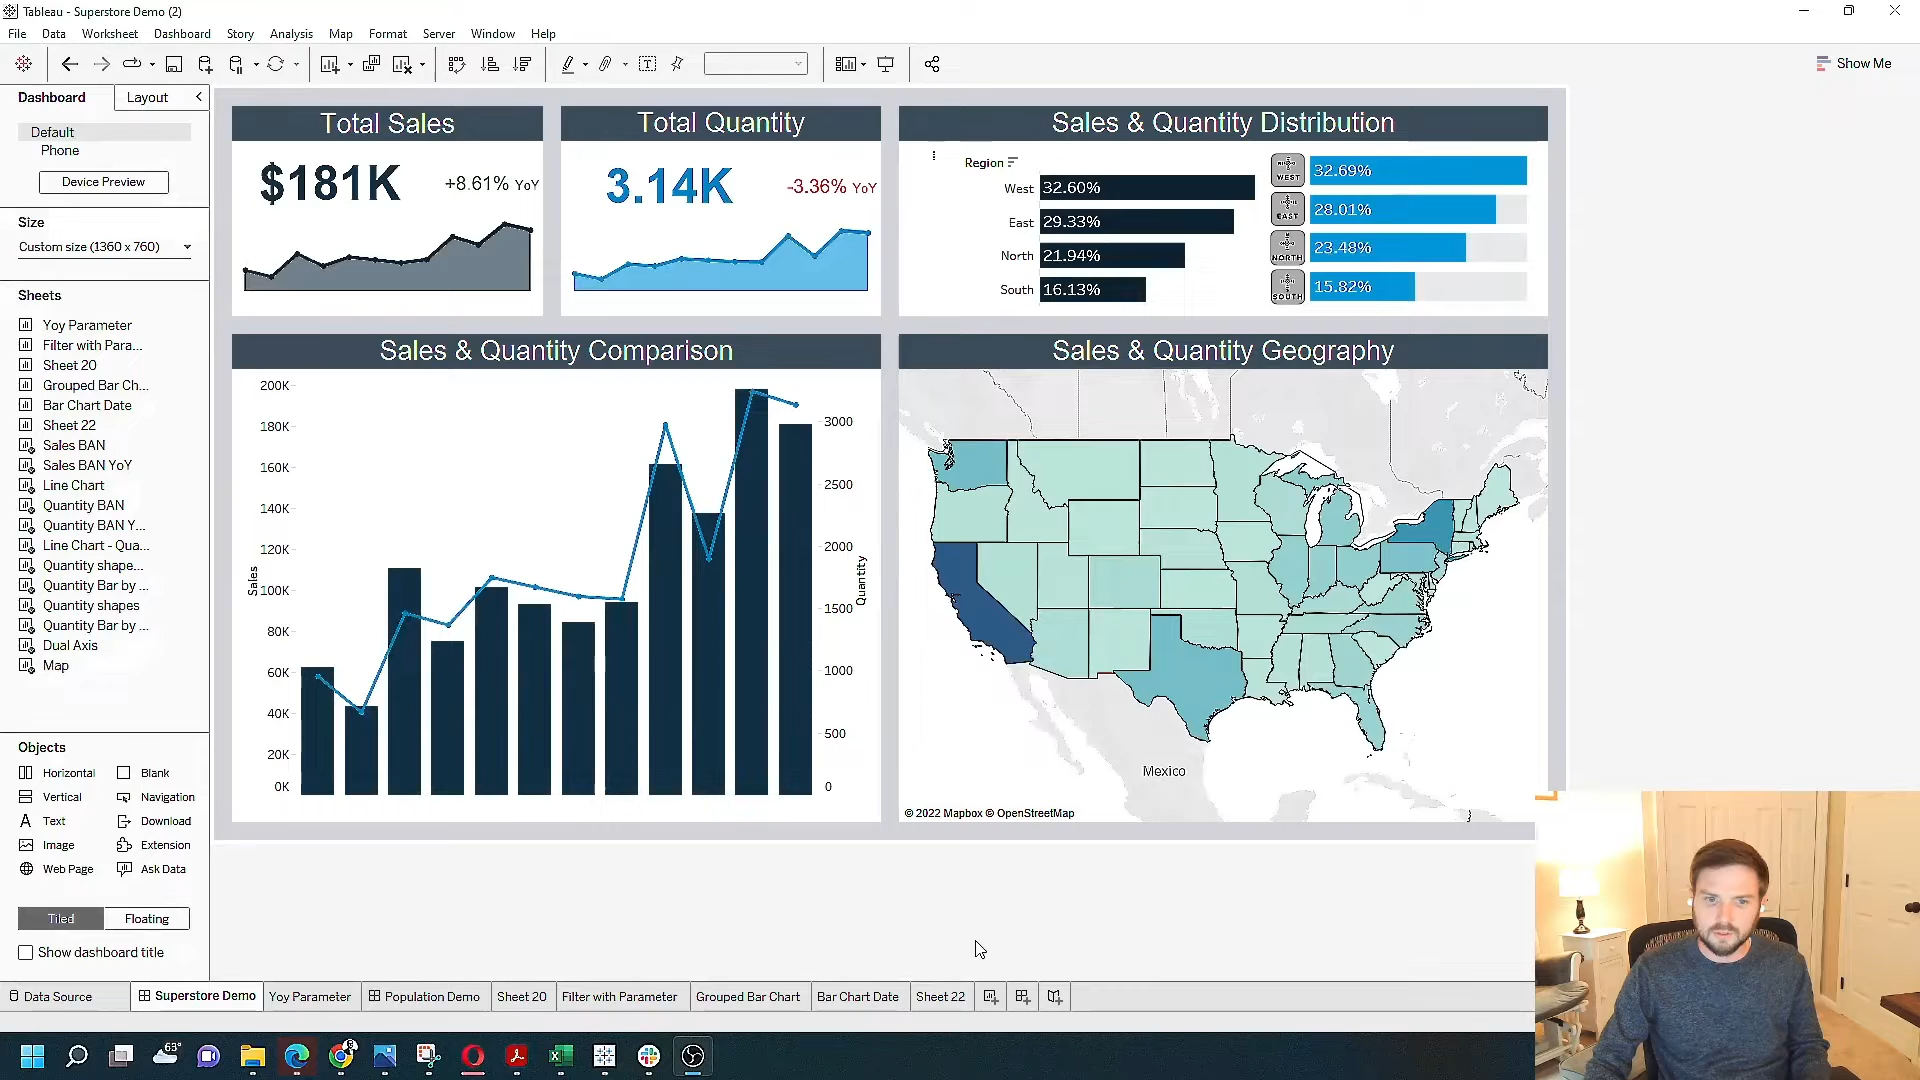 Tableau - Superstore Demo (2)
File Data Worksheet Dashboard Story Analysis Map Format Server Window Help
Show Me
Dashboard Layout
Default
Phone
Device Preview
Size
Custom size (1360 x 760)
Sheets
Yoy Parameter
Filter with Para...
Sheet 20
Grouped Bar Ch...
Bar Chart Date
Sheet 22
Sales BAN
Sales BAN YoY
Line Chart
Quantity BAN
Quantity BAN Y...
Line Chart - Qua...
Quantity shape...
Quantity Bar by ...
Quantity shapes
Quantity Bar by ...
Dual Axis
Map
Objects
Horizontal Blank
Vertical Navigation
Text Download
Image Extension
Web Page Ask Data
Tiled Floating
Show dashboard title
Total Sales
$181K +8.61% YoY
Total Quantity
3.14K -3.36% YoY
Sales & Quantity Distribution
Region
West 32.60%
East 29.33%
North 21.94%
South 16.13%
WEST 32.69%
EAST 28.01%
NORTH 23.48%
SOUTH 15.82%
Sales & Quantity Comparison
200K
180K
160K
140K
120K
100K
80K
60K
40K
20K
0K
Sales
3000
2500
2000
1500
1000
500
0
Quantity
Sales & Quantity Geography
Mexico
© 2022 Mapbox © OpenStreetMap
Data Source Superstore Demo Yoy Parameter Population Demo Sheet 20 Filter with Parameter Grouped Bar Chart Bar Chart Date Sheet 22
63°